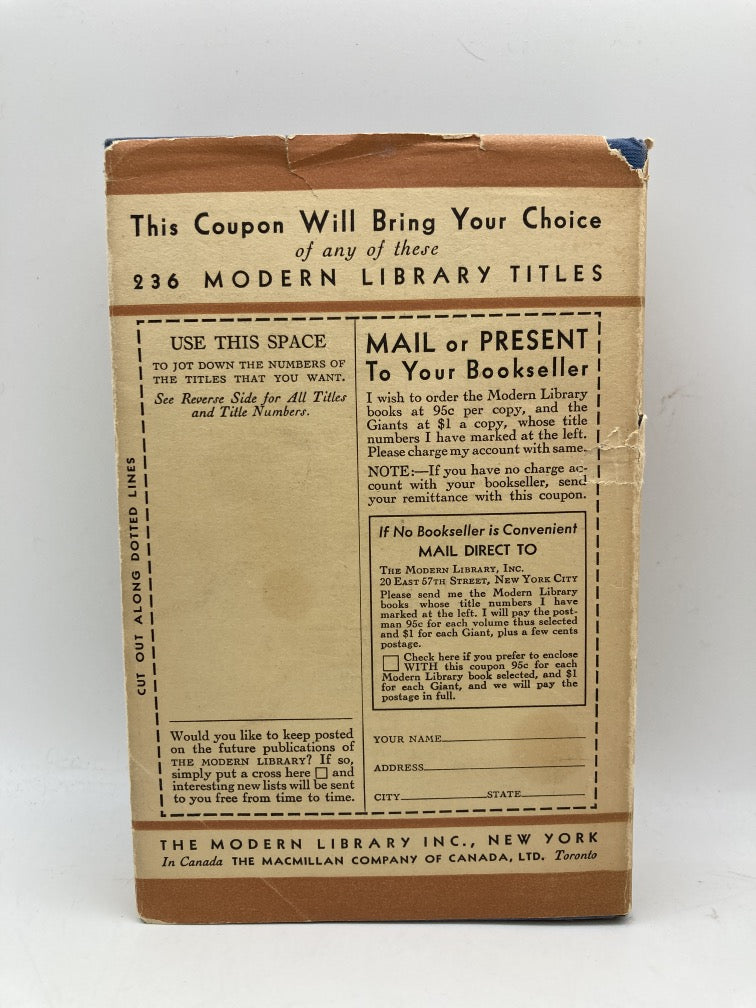 This Coupon Will Bring Your Choice
of any of these
236 MODERN LIBRARY TITLES
CUT OUT ALONG DOTTED LINES
USE THIS SPACE
TO JOT DOWN THE NUMBERS OF
THE TITLES THAT YOU WANT.
See Reverse Side for All Titles
and Title Numbers.
Would you like to keep posted
on the future publications of
THE MODERN LIBRARY? If so,
simply put a cross here □ and
interesting new lists will be sent
to you free from time to time.
MAIL or PRESENT
To Your Bookseller
I wish to order the Modern Library
books at 95c per copy, and the
Giants at $1 a copy, whose title
numbers I have marked at the left.
Please charge my account with same.
NOTE:—If you have no charge ac-
count with your bookseller, send
your remittance with this coupon.
If No Bookseller is Convenient
MAIL DIRECT TO
THE MODERN LIBRARY, INC.
20 EAST 57TH STREET, NEW YORK CITY
Please send me the Modern Library
books whose title numbers I have
marked at the left. I will pay the post-
man 95c for each volume thus selected
and $1 for each Giant, plus a few cents
postage.
□ Check here if you prefer to enclose
WITH this coupon 95c for each
Modern Library book selected, and $1
for each Giant, and we will pay the
postage in full.
YOUR NAME
ADDRESS
CITY STATE
THE MODERN LIBRARY INC., NEW YORK
In Canada THE MACMILLAN COMPANY OF CANADA, LTD. Toronto